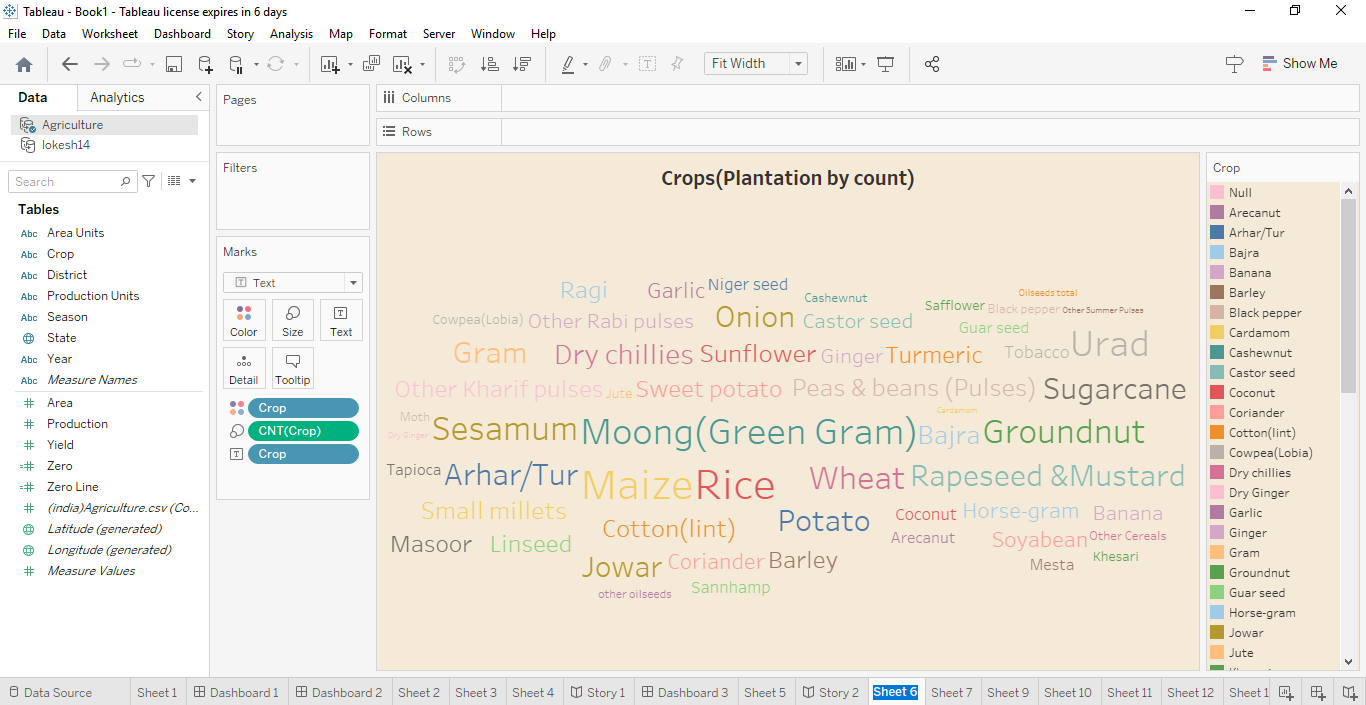 Tableau - Book1 - Tableau license expires in 6 days
File Data Worksheet Dashboard Story Analysis Map Format Server Window Help
Fit Width
Show Me
Data Analytics
Agriculture
lokesh14
Search
Tables
Abc Area Units
Abc Crop
Abc District
Abc Production Units
Abc Season
State
Abc Year
Abc Measure Names
# Area
# Production
# Yield
=# Zero
=# Zero Line
# (india)Agriculture.csv (Co...
Latitude (generated)
Longitude (generated)
# Measure Values
Pages
Filters
Marks
Text
Color Size Text
Detail Tooltip
Crop
CNT(Crop)
Crop
Columns
Rows
Crops(Plantation by count)
Ragi Garlic Niger seed Cashewnut Oilseeds total
Cowpea(Lobia) Other Rabi pulses Onion Castor seed Safflower Black pepper Other Summer Pulses
Guar seed
Gram Dry chillies Sunflower Ginger Turmeric Tobacco Urad
Other Kharif pulses Jute Sweet potato Peas & beans (Pulses) Sugarcane
Moth Cardamom
Dry Ginger Sesamum Moong(Green Gram) Bajra Groundnut
Tapioca Arhar/Tur Maize Rice Wheat Rapeseed &Mustard
Small millets Cotton(lint) Potato Coconut Horse-gram Banana
Masoor Linseed Arecanut Soyabean Other Cereals
Jowar Coriander Barley Mesta Khesari
other oilseeds Sannhamp
Crop
Null
Arecanut
Arhar/Tur
Bajra
Banana
Barley
Black pepper
Cardamom
Cashewnut
Castor seed
Coconut
Coriander
Cotton(lint)
Cowpea(Lobia)
Dry chillies
Dry Ginger
Garlic
Ginger
Gram
Groundnut
Guar seed
Horse-gram
Jowar
Jute
Data Source Sheet 1 Dashboard 1 Dashboard 2 Sheet 2 Sheet 3 Sheet 4 Story 1 Dashboard 3 Sheet 5 Story 2 Sheet 6 Sheet 7 Sheet 9 Sheet 10 Sheet 11 Sheet 12 Sheet 1